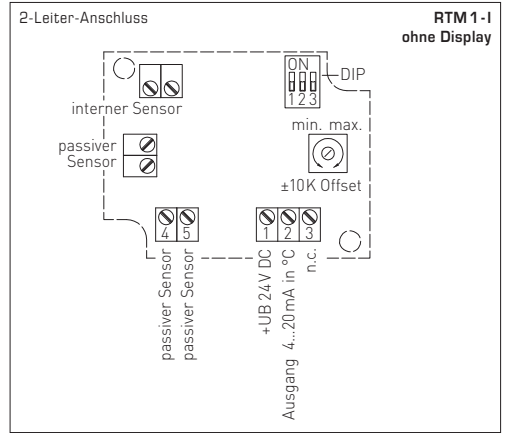 2-Leiter-Anschluss
RTM 1 - I
ohne Display
ON
DIP
1 2 3
interner Sensor
min. max.
passiver
Sensor
±10K Offset
4 5
1 2 3
passiver Sensor
passiver Sensor
+UB 24V DC
Ausgang 4...20mA in °C
n.c.